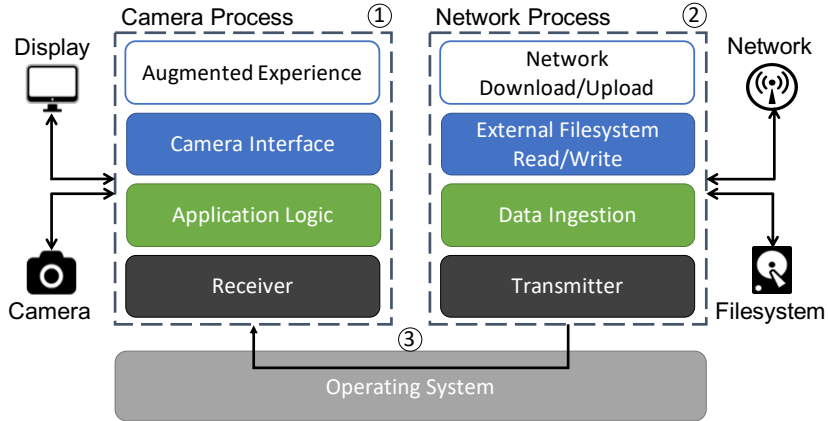 Camera Process
①
Network Process
②
Display
Augmented Experience
Network
Download/Upload
Network
Camera Interface
External Filesystem
Read/Write
Application Logic
Data Ingestion
Camera
Receiver
Transmitter
Filesystem
③
Operating System